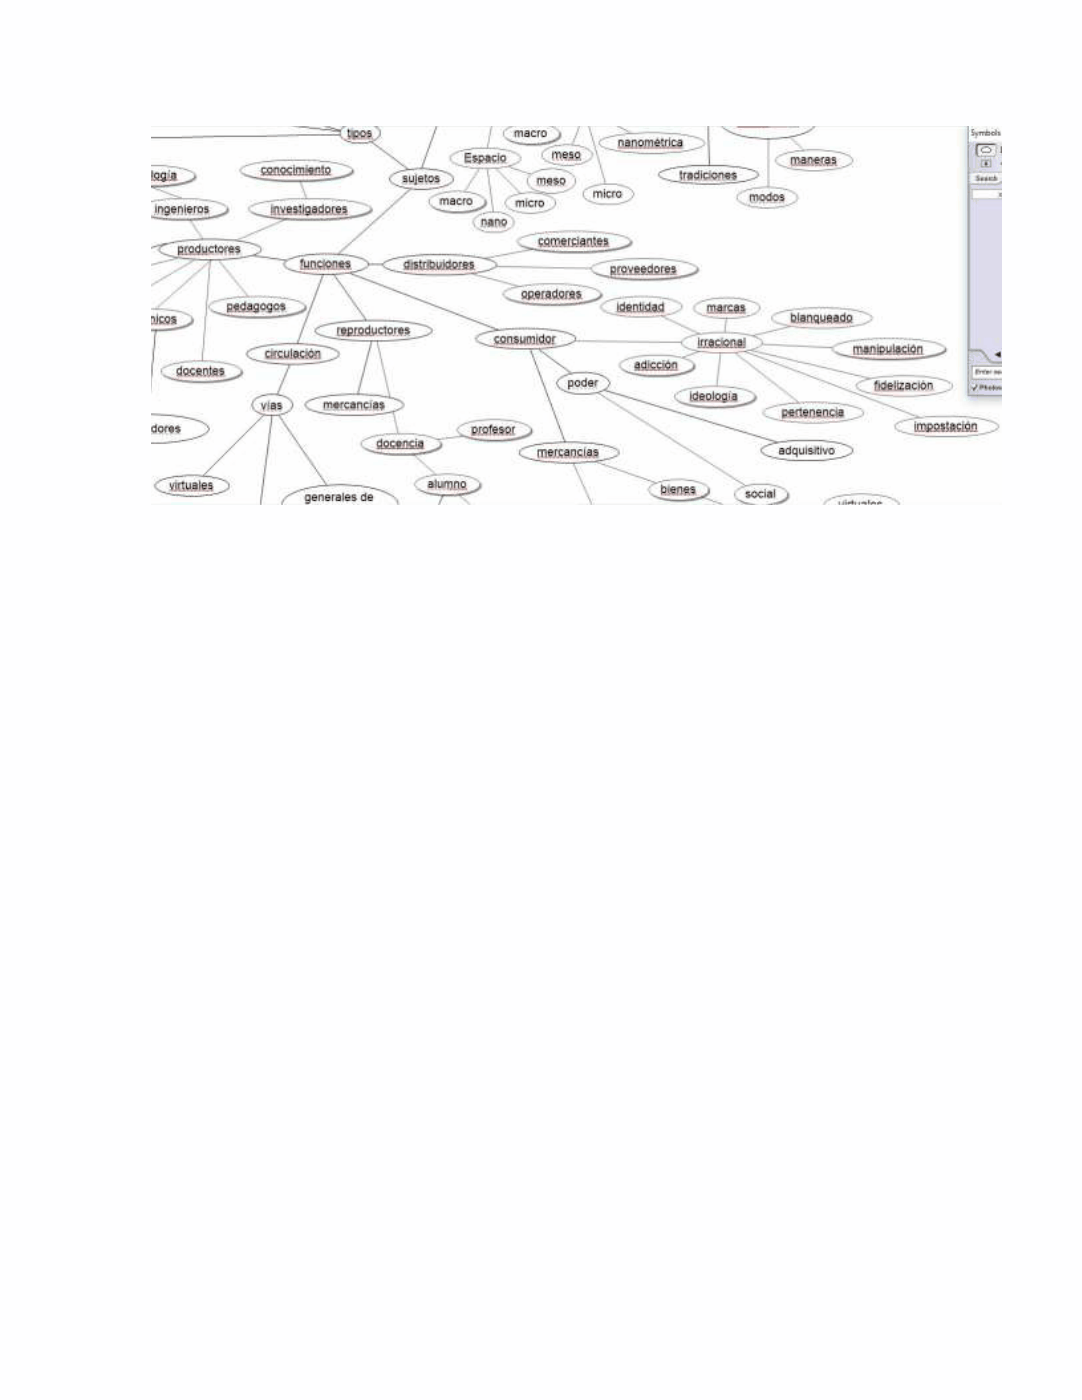 tipos
macro
nanométrica
Symbols
Espacio
meso
maneras
conocimiento
logía
sujetos
meso
tradiciones
Search
micro
modos
macro
micro
ingenieros
investigadores
nano
productores
comerciantes
funciones
distribuidores
proveedores
operadores
pedagogos
identidad
marcas
blanqueado
nicos
reproductores
consumidor
irracional
manipulación
circulación
adicción
docentes
poder
fidelización
ideología
vías
mercancías
pertenencia
impostación
dores
profesor
docencia
adquisitivo
mercancías
virtuales
alumno
bienes
social
generales de
virtuales